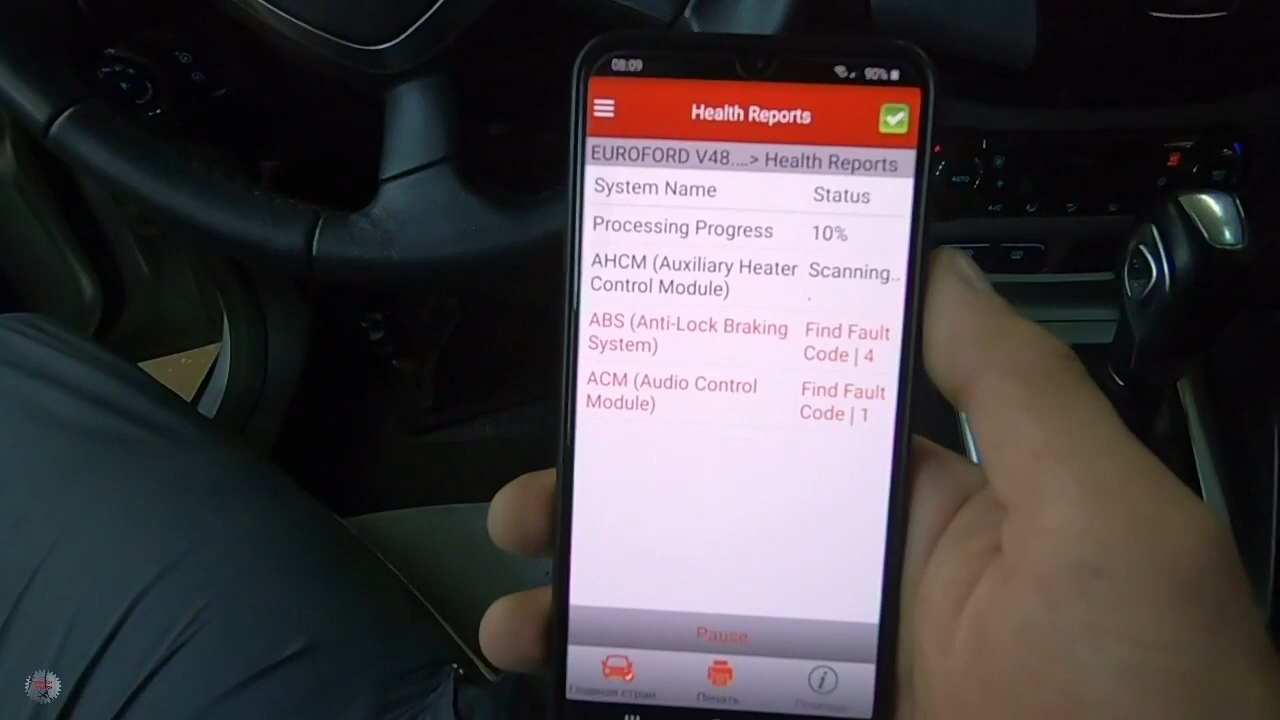 08:09
90%
Health Reports
EUROFORD V48....> Health Reports
System Name Status
Processing Progress 10%
AHCM (Auxiliary Heater Scanning..
Control Module) .
ABS (Anti-Lock Braking Find Fault
System) Code | 4
ACM (Audio Control Find Fault
Module) Code | 1
Pause
Главная стран...
Печать
AUTO
A/C